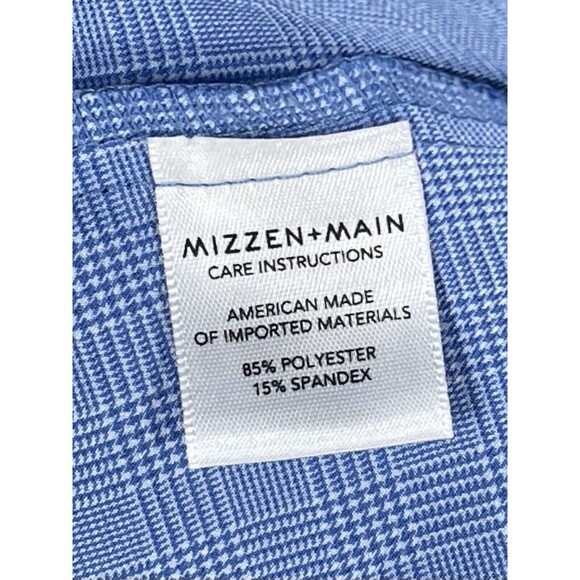 MIZZEN+MAIN
CARE INSTRUCTIONS
AMERICAN MADE
OF IMPORTED MATERIALS
85% POLYESTER
15% SPANDEX